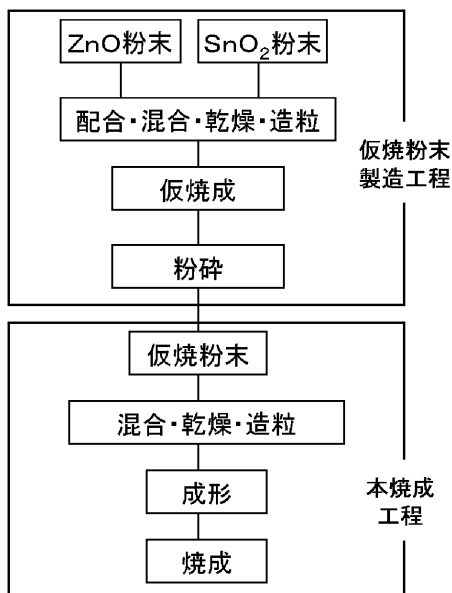 ZnO粉末
SnO₂粉末
配合・混合・乾燥・造粒
仮焼成
粉砕
仮焼粉末
製造工程
仮焼粉末
混合・乾燥・造粒
成形
焼成
本焼成
工程